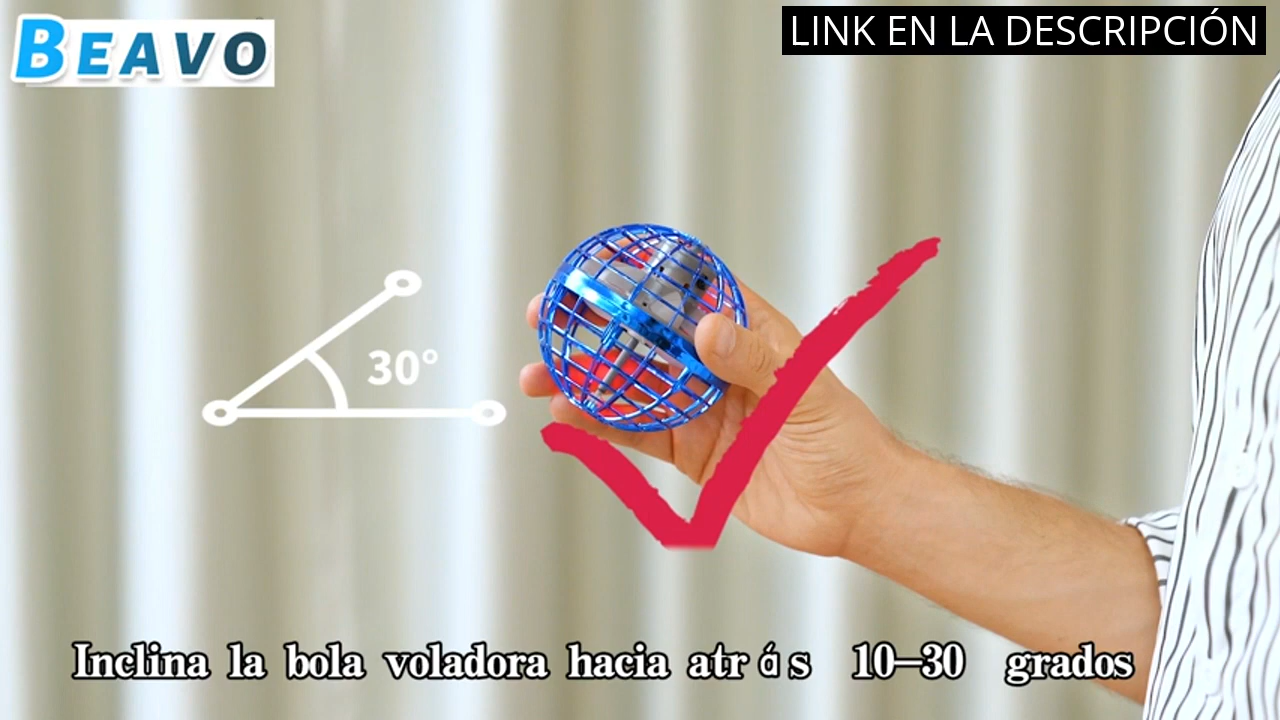 BEAVO
LINK EN LA DESCRIPCIÓN
30°
Inclina la bola voladora hacia atrás 10–30 grados